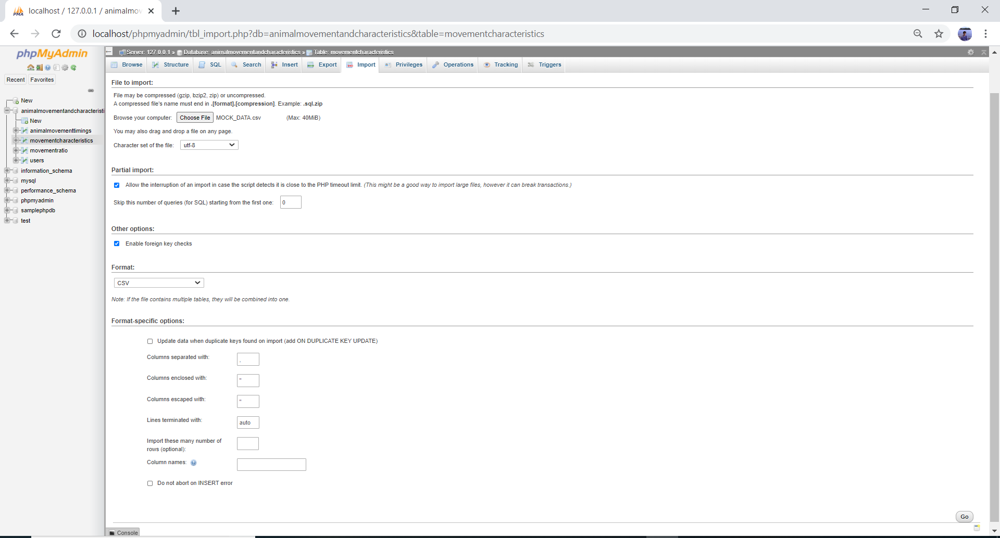 localhost / 127.0.0.1 / animalmov
localhost/phpmyadmin/tbl_import.php?db=animalmovementandcharacteristics&table=movementcharacteristics
phpMyAdmin
Recent Favorites
New
animalmovementandcharacteristi
New
animalmovementtimings
movementcharacteristics
movementratio
users
information_schema
mysql
performance_schema
phpmyadmin
samplephpdb
test
Server: 127.0.0.1 » Database: animalmovementandcharacteristics » Table: movementcharacteristics
Browse Structure SQL Search Insert Export Import Privileges Operations Tracking Triggers
File to import:
File may be compressed (gzip, bzip2, zip) or uncompressed.
A compressed file's name must end in .[format].[compression]. Example: .sql.zip
Browse your computer: Choose File MOCK_DATA.csv (Max: 40MiB)
You may also drag and drop a file on any page.
Character set of the file: utf-8
Partial import:
Allow the interruption of an import in case the script detects it is close to the PHP timeout limit. (This might be a good way to import large files, however it can break transactions.)
Skip this number of queries (for SQL) starting from the first one: 0
Other options:
Enable foreign key checks
Format:
CSV
Note: If the file contains multiple tables, they will be combined into one.
Format-specific options:
Update data when duplicate keys found on import (add ON DUPLICATE KEY UPDATE)
Columns separated with: ,
Columns enclosed with: "
Columns escaped with: "
Lines terminated with: auto
Import these many number of
rows (optional):
Column names:
Do not abort on INSERT error
Go
Console